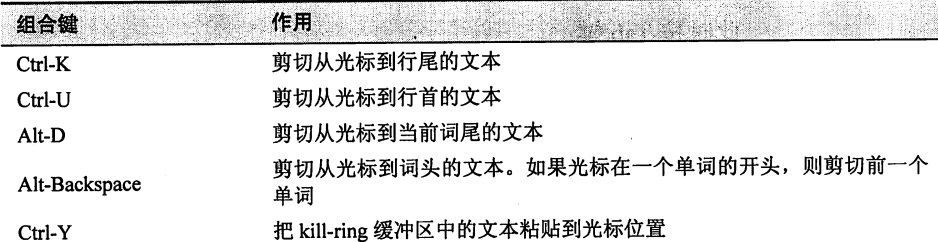 组合键 作用
Ctrl-K 剪切从光标到行尾的文本
Ctrl-U 剪切从光标到行首的文本
Alt-D 剪切从光标到当前词尾的文本
Alt-Backspace 剪切从光标到词头的文本。如果光标在一个单词的开头，则剪切前一个
单词
Ctrl-Y 把 kill-ring 缓冲区中的文本粘贴到光标位置